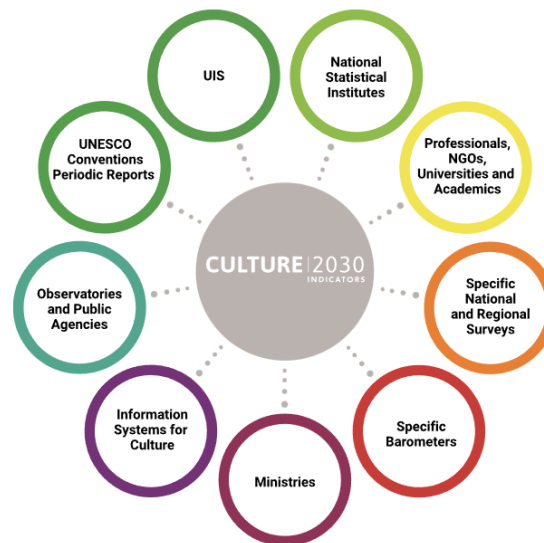 UIS
National
Statistical
Institutes
UNESCO
Conventions
Periodic Reports
Professionals,
NGOs,
Universities and
Academics
CULTURE|2030
INDICATORS
Observatories
and Public
Agencies
Specific
National
and Regional
Surveys
Information
Systems for
Culture
Specific
Barometers
Ministries